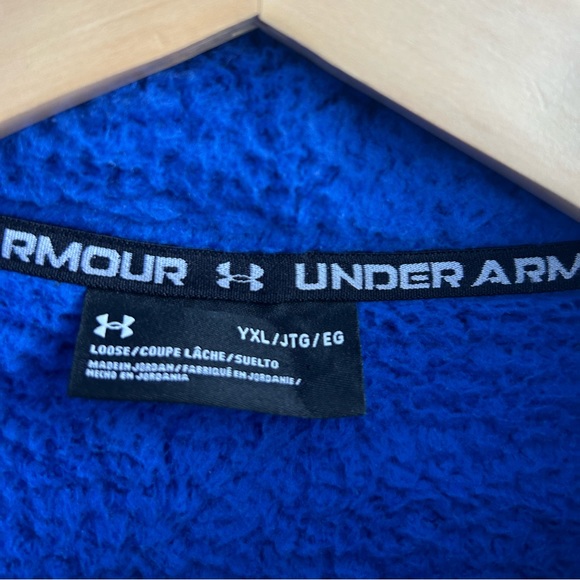 RMOUR UNDER ARM
YXL/JTG/EG
LOOSE/COUPE LÂCHE/SUELTO
MADE IN JORDAN/FABRIQUÉ EN JORDANIE/
HECHO EN JORDANIA